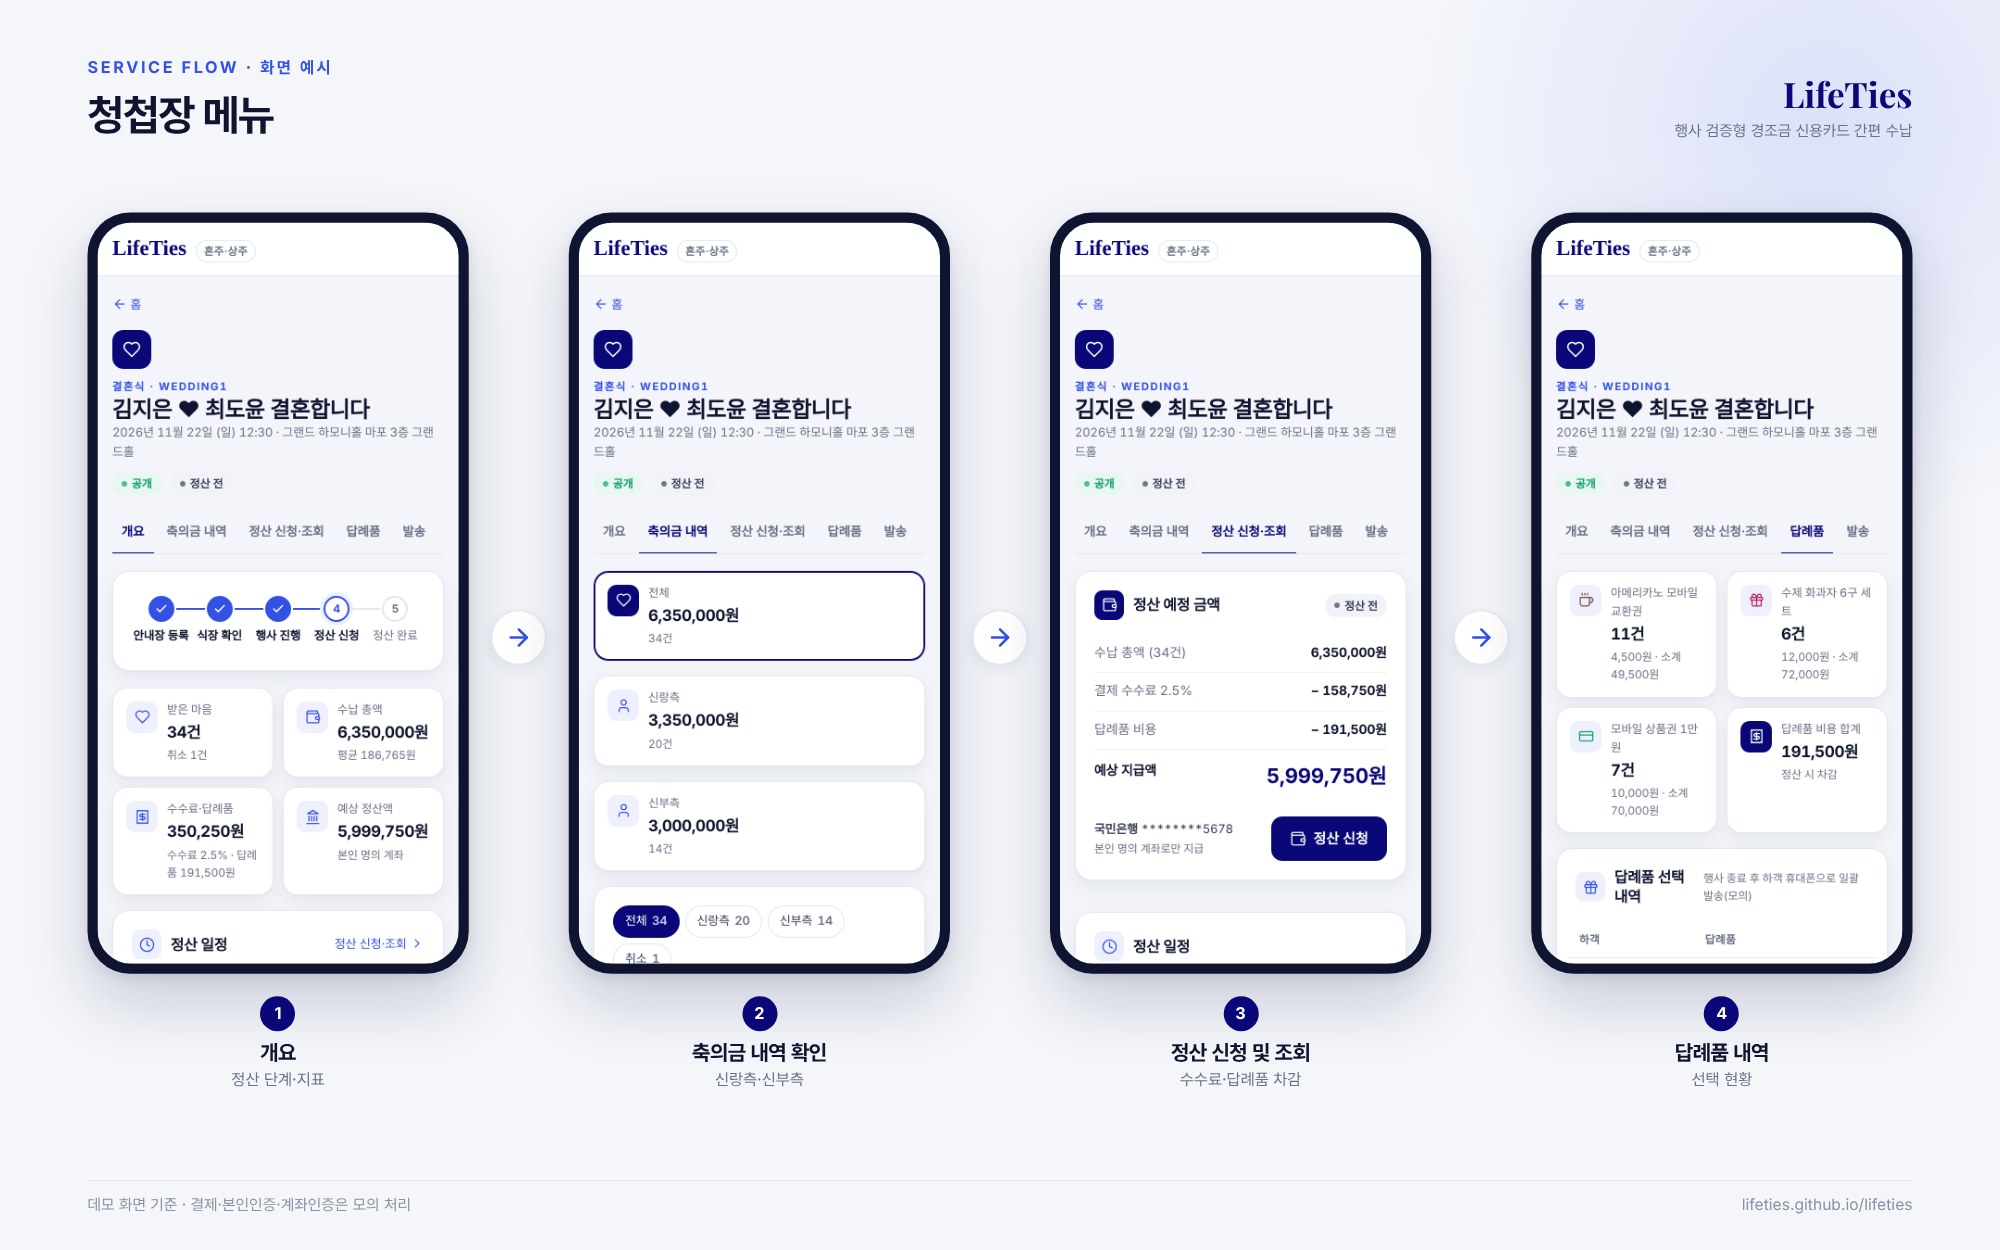 SERVICE FLOW · 화면 예시
청첩장 메뉴
LifeTies
행사 검증형 경조금 신용카드 간편 수납
LifeTies 혼주·상주
← 홈
결혼식 · WEDDING1
김지은 ♥ 최도윤 결혼합니다
2026년 11월 22일 (일) 12:30 · 그랜드 하모니홀 마포 3층 그랜
드홀
공개 정산 전
개요 축의금 내역 정산 신청·조회 답례품 발송
4 5
안내장 등록 식장 확인 행사 진행 정산 신청 정산 완료
받은 마음
34건
취소 1건
수납 총액
6,350,000원
평균 186,765원
수수료·답례품
350,250원
수수료 2.5% · 답례
품 191,500원
예상 정산액
5,999,750원
본인 명의 계좌
정산 일정 정산 신청·조회 >
1
개요
정산 단계·지표
LifeTies 혼주·상주
← 홈
결혼식 · WEDDING1
김지은 ♥ 최도윤 결혼합니다
2026년 11월 22일 (일) 12:30 · 그랜드 하모니홀 마포 3층 그랜
드홀
공개 정산 전
개요 축의금 내역 정산 신청·조회 답례품 발송
전체
6,350,000원
34건
신랑측
3,350,000원
20건
신부측
3,000,000원
14건
전체 34 신랑측 20 신부측 14
취소 1
2
축의금 내역 확인
신랑측·신부측
LifeTies 혼주·상주
← 홈
결혼식 · WEDDING1
김지은 ♥ 최도윤 결혼합니다
2026년 11월 22일 (일) 12:30 · 그랜드 하모니홀 마포 3층 그랜
드홀
공개 정산 전
개요 축의금 내역 정산 신청·조회 답례품 발송
정산 예정 금액 정산 전
수납 총액 (34건) 6,350,000원
결제 수수료 2.5% − 158,750원
답례품 비용 − 191,500원
예상 지급액 5,999,750원
국민은행 ********5678
본인 명의 계좌로만 지급
정산 신청
정산 일정
3
정산 신청 및 조회
수수료·답례품 차감
LifeTies 혼주·상주
← 홈
결혼식 · WEDDING1
김지은 ♥ 최도윤 결혼합니다
2026년 11월 22일 (일) 12:30 · 그랜드 하모니홀 마포 3층 그랜
드홀
공개 정산 전
개요 축의금 내역 정산 신청·조회 답례품 발송
아메리카노 모바일
교환권
11건
4,500원 · 소계
49,500원
수제 화과자 6구 세
트
6건
12,000원 · 소계
72,000원
모바일 상품권 1만
원
7건
10,000원 · 소계
70,000원
답례품 비용 합계
191,500원
정산 시 차감
답례품 선택
내역
행사 종료 후 하객 휴대폰으로 일괄
발송(모의)
하객 답례품
4
답례품 내역
선택 현황
데모 화면 기준 · 결제·본인인증·계좌인증은 모의 처리
lifeties.github.io/lifeties